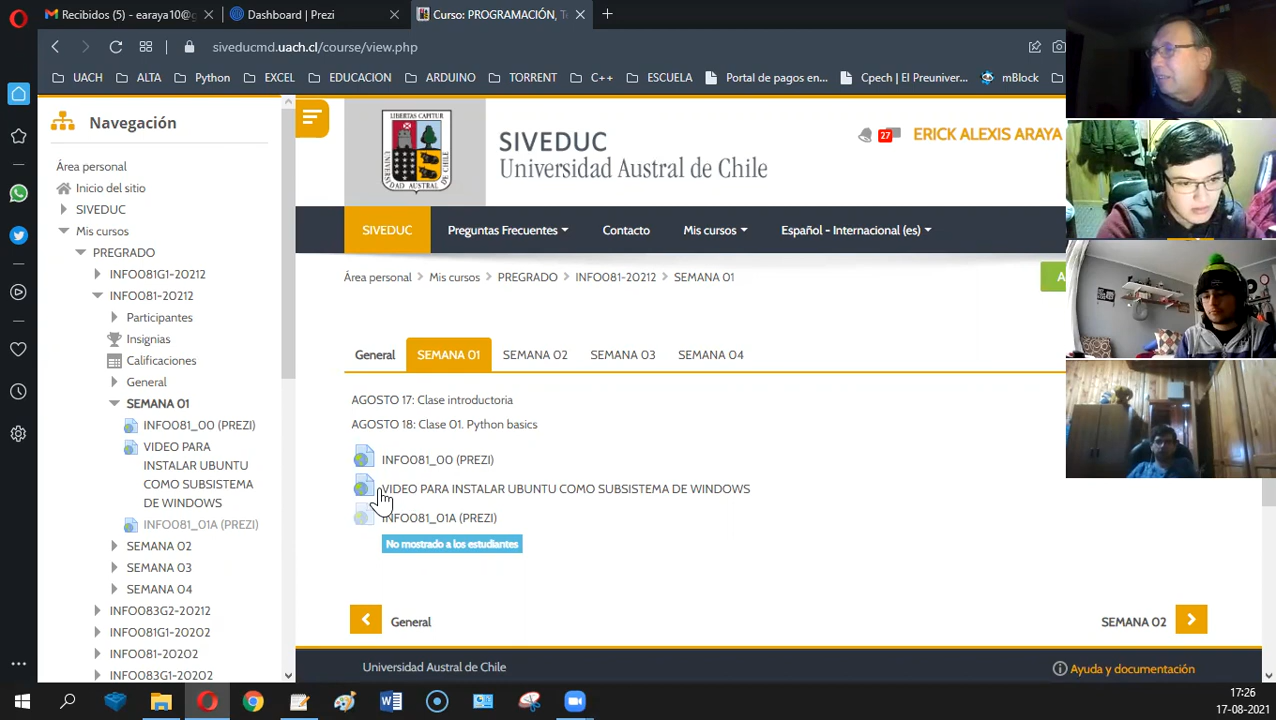 Recibidos (5) - earaya10@g
Dashboard | Prezi
Curso: PROGRAMACIÓN, T
siveducmd.uach.cl/course/view.php
UACH
ALTA
Python
EXCEL
EDUCACION
ARDUINO
TORRENT
C++
ESCUELA
Portal de pagos en...
Cpech | El Preuniver...
mBlock
Navegación
Área personal
Inicio del sitio
SIVEDUC
Mis cursos
PREGRADO
INFO081G1-20212
INFO081-20212
Participantes
Insignias
Calificaciones
General
SEMANA 01
INFO081_00 (PREZI)
VIDEO PARA
INSTALAR UBUNTU
COMO SUBSISTEMA
DE WINDOWS
INFO081_01A (PREZI)
SEMANA 02
SEMANA 03
SEMANA 04
INFO083G2-20212
INFO081G1-20202
INFO081-20202
INFO083G1-20202
LIBERTAS CAPITUR
SIVEDUC
Universidad Austral de Chile
27
ERICK ALEXIS ARAYA
SIVEDUC
Preguntas Frecuentes
Contacto
Mis cursos
Español - Internacional (es)
Área personal
Mis cursos
PREGRADO
INFO081-20212
SEMANA 01
A
General
SEMANA 01
SEMANA 02
SEMANA 03
SEMANA 04
AGOSTO 17: Clase introductoria
AGOSTO 18: Clase 01. Python basics
INFO081_00 (PREZI)
VIDEO PARA INSTALAR UBUNTU COMO SUBSISTEMA DE WINDOWS
INFO081_01A (PREZI)
No mostrado a los estudiantes
General
SEMANA 02
Universidad Austral de Chile
Ayuda y documentación
17:26
17-08-2021